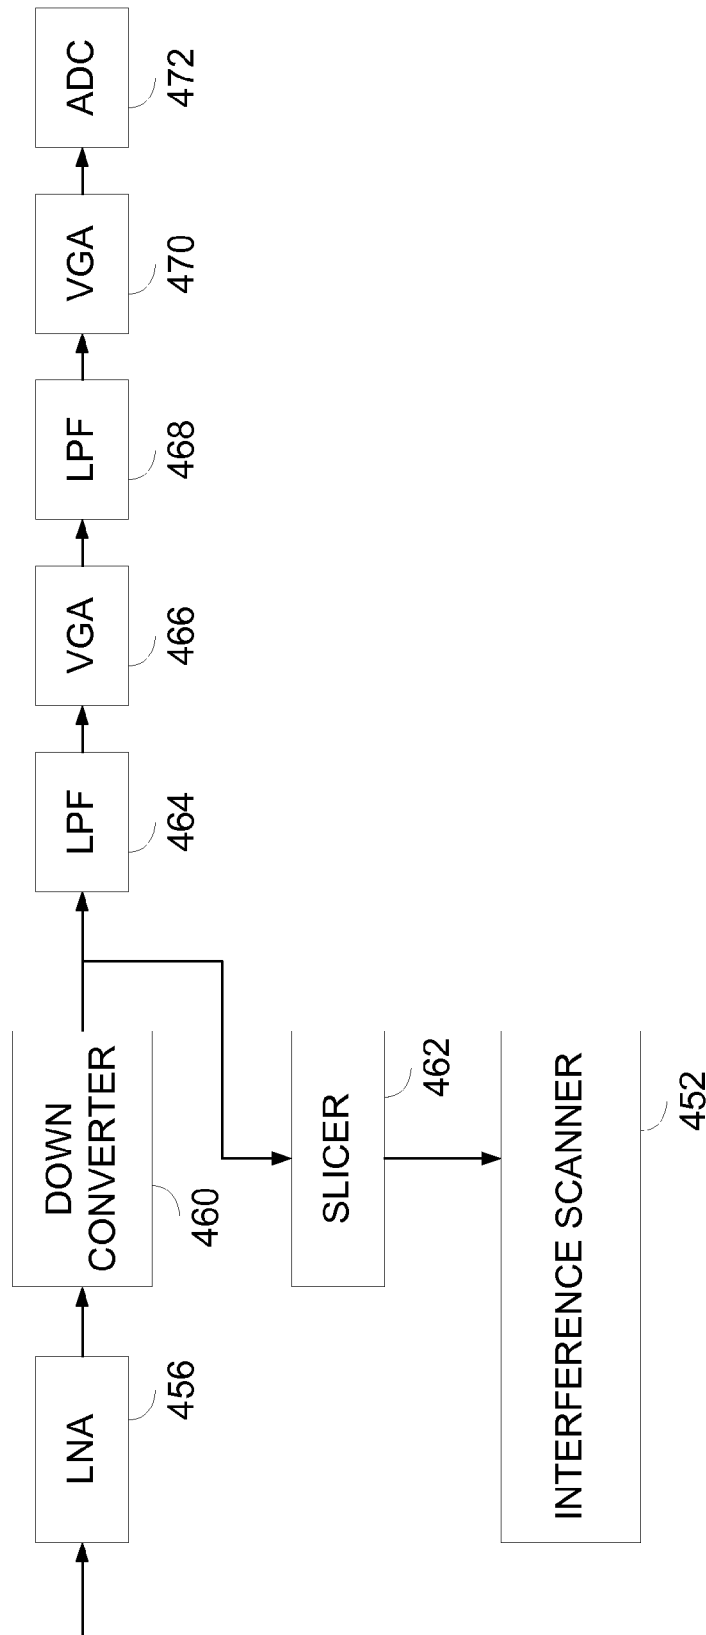 LNA
456
DOWN
CONVERTER
460
LPF
464
VGA
466
LPF
468
VGA
470
ADC
472
SLICER
462
INTERFERENCE SCANNER
452